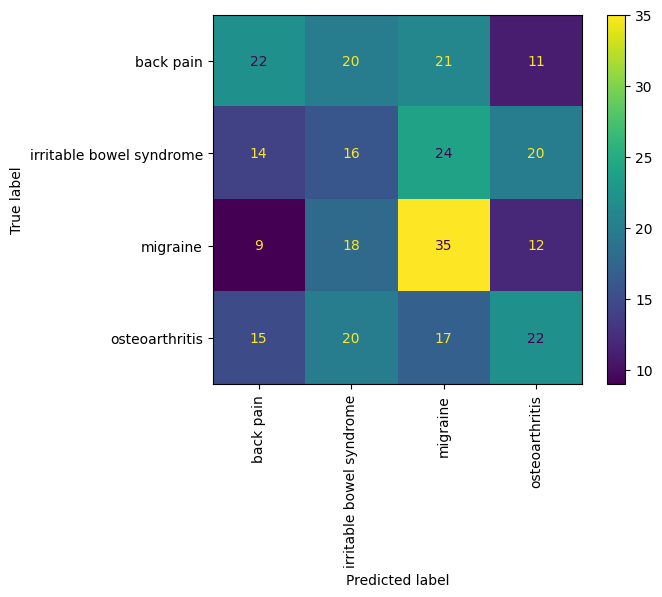 back pain 22 20 21 11
irritable bowel syndrome 14 16 24 20
migraine 9 18 35 12
osteoarthritis 15 20 17 22
True label
back pain
irritable bowel syndrome
migraine
osteoarthritis
Predicted label
35
30
25
20
15
10